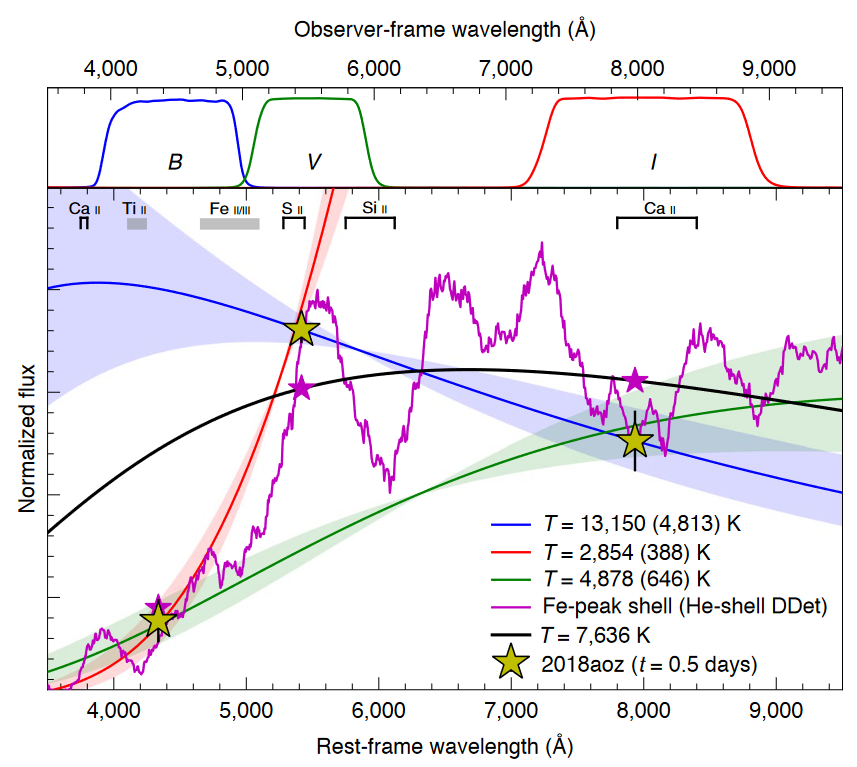 Observer-frame wavelength (Å)
4,000 5,000 6,000 7,000 8,000 9,000
B V I
Ca II Ti II Fe II/III S II Si II Ca II
Normalized flux
T = 13,150 (4,813) K
T = 2,854 (388) K
T = 4,878 (646) K
Fe-peak shell (He-shell DDet)
T = 7,636 K
2018aoz (t = 0.5 days)
4,000 5,000 6,000 7,000 8,000 9,000
Rest-frame wavelength (Å)